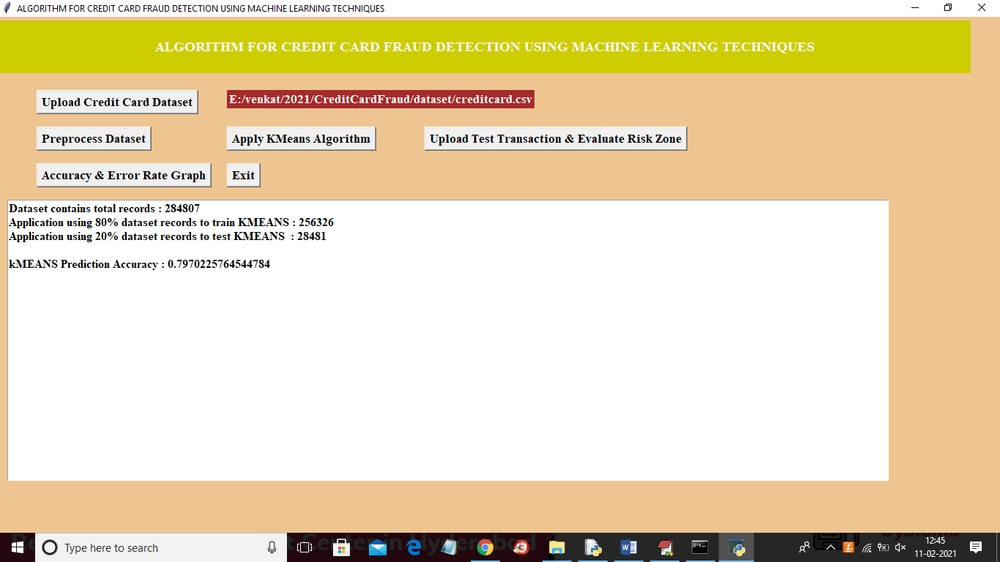 ALGORITHM FOR CREDIT CARD FRAUD DETECTION USING MACHINE LEARNING TECHNIQUES
ALGORITHM FOR CREDIT CARD FRAUD DETECTION USING MACHINE LEARNING TECHNIQUES
Upload Credit Card Dataset
E:/venkat/2021/CreditCardFraud/dataset/creditcard.csv
Preprocess Dataset
Apply KMeans Algorithm
Upload Test Transaction & Evaluate Risk Zone
Accuracy & Error Rate Graph
Exit
Dataset contains total records : 284807
Application using 80% dataset records to train KMEANS : 256326
Application using 20% dataset records to test KMEANS : 28481
kMEANS Prediction Accuracy : 0.7970225764544784
Type here to search
12:45
11-02-2021